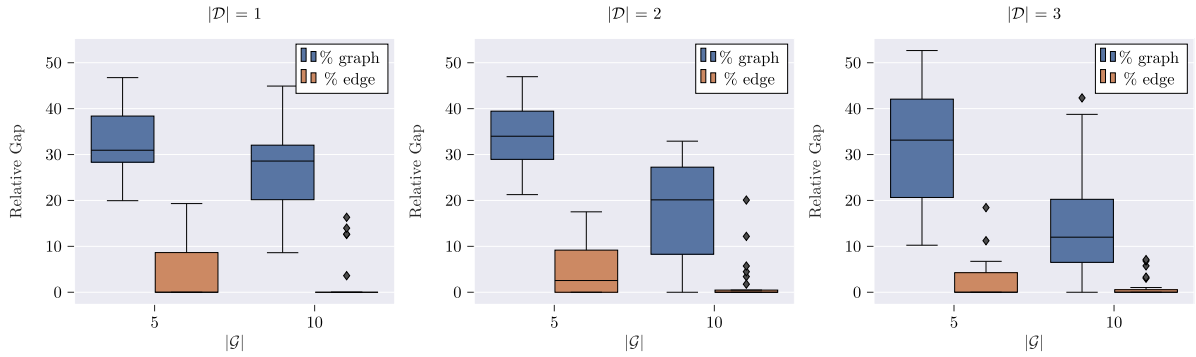 |𝒟| = 1
50
40
30
20
10
0
Relative Gap
5
10
|𝒢|
% graph
% edge
|𝒟| = 2
50
40
30
20
10
0
Relative Gap
5
10
|𝒢|
% graph
% edge
|𝒟| = 3
50
40
30
20
10
0
Relative Gap
5
10
|𝒢|
% graph
% edge